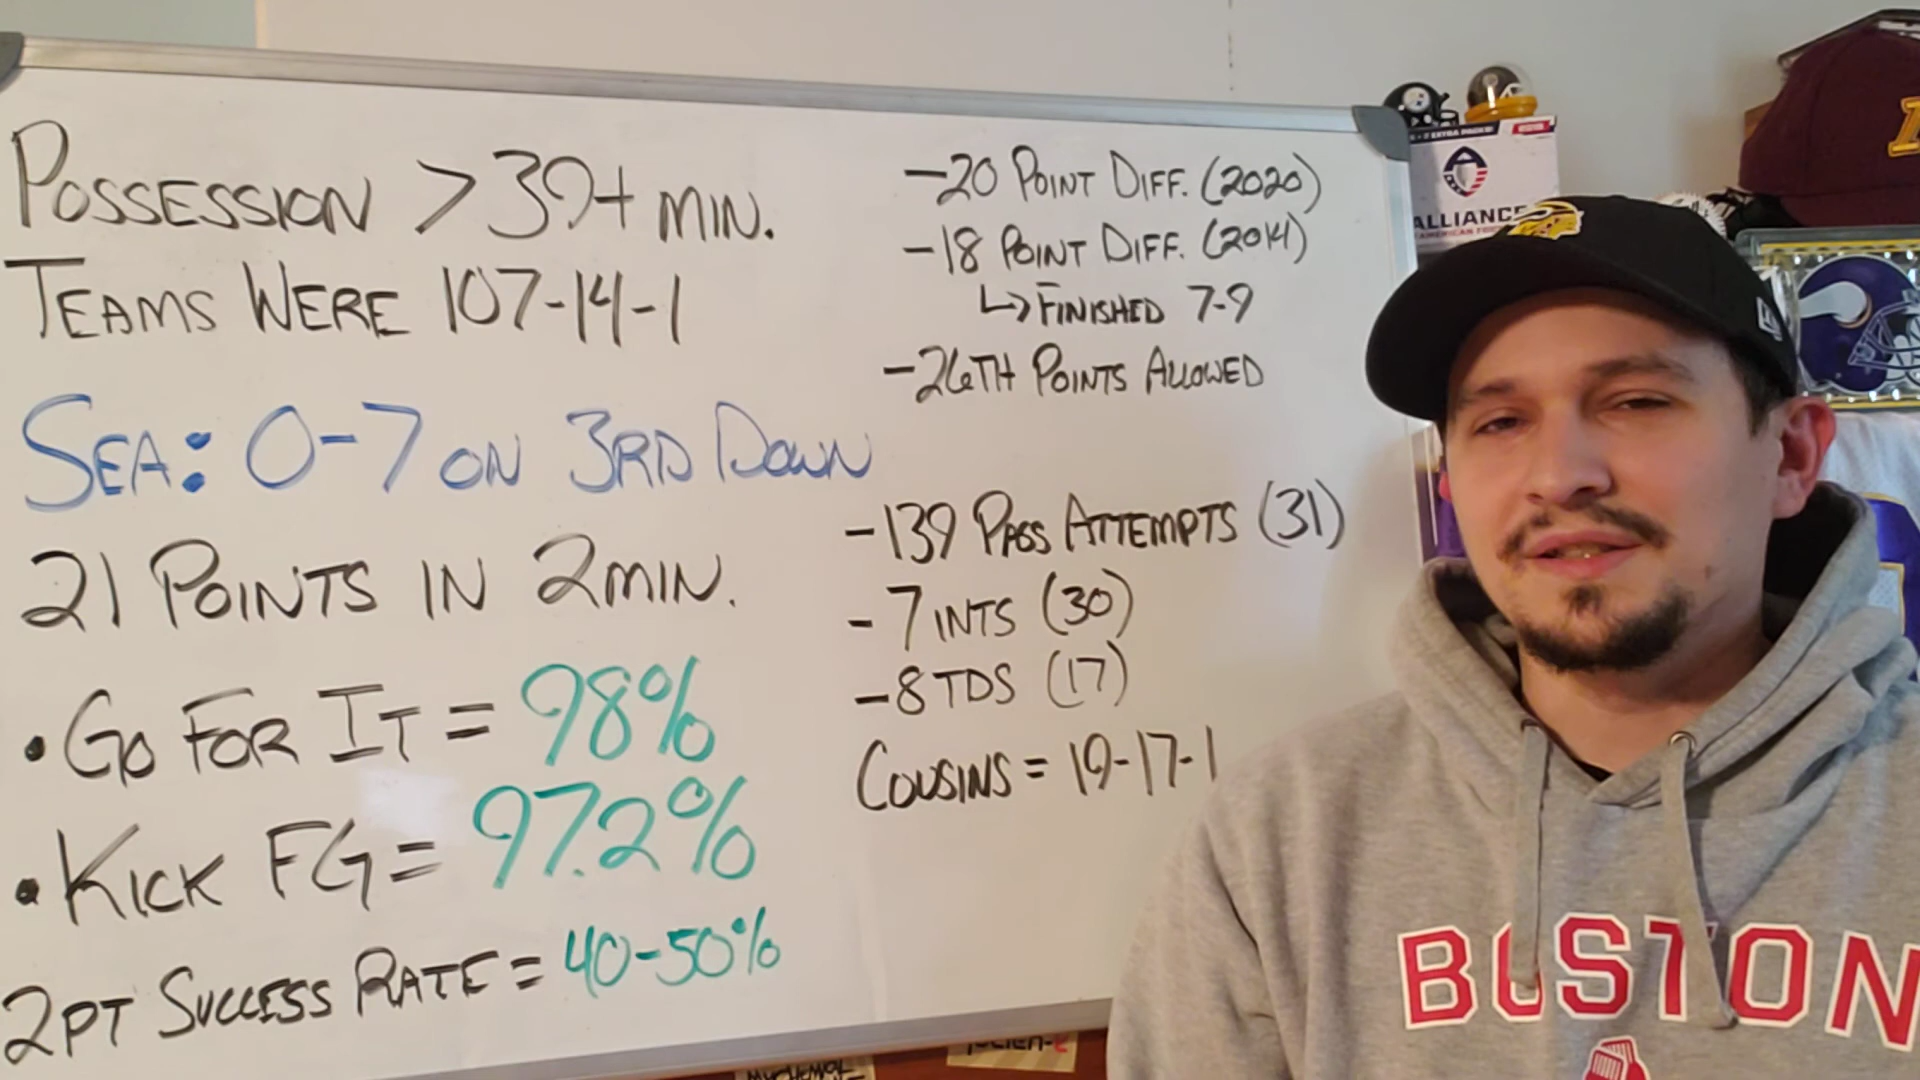 POSSESSION > 39+ MIN.
TEAMS WERE 107-14-1
SEA: 0-7 ON 3RD DOWN
21 POINTS IN 2 MIN.
• GO FOR IT = 98%
• KICK FG = 97.2%
2PT SUCCESS RATE = 40-50%
-20 POINT DIFF. (2020)
-18 POINT DIFF. (2014)
↳ FINISHED 7-9
-26TH POINTS ALLOWED
-139 PASS ATTEMPTS (31)
-7 INTS (30)
-8 TDS (17)
COUSINS = 19-17-1
ALLIANCE
BOSTON